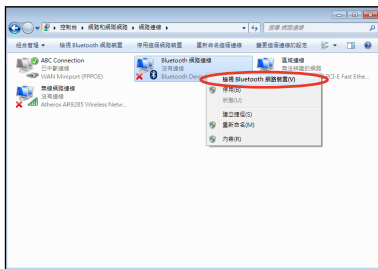 控制台 ▸ 網路和網際網路 ▸ 網路連線 ▸
搜尋 網路連線
組合管理 ▾ 檢視 Bluetooth 網路裝置 停用這個網路裝置 重新命名這個連線 變更這個連線的設定
ABC Connection
已中斷連線
WAN Miniport (PPPOE)
Bluetooth 網路連線
沒有連線
Bluetooth Dev
區域連線
無法辨識的網路
PCI-E Fast Ethe...
無線網路連線
沒有連線
Atheros AR9285 Wireless Netw...
檢視 Bluetooth 網路裝置(V)
停用(B)
狀態(U)
建立捷徑(S)
重新命名(M)
內容(R)